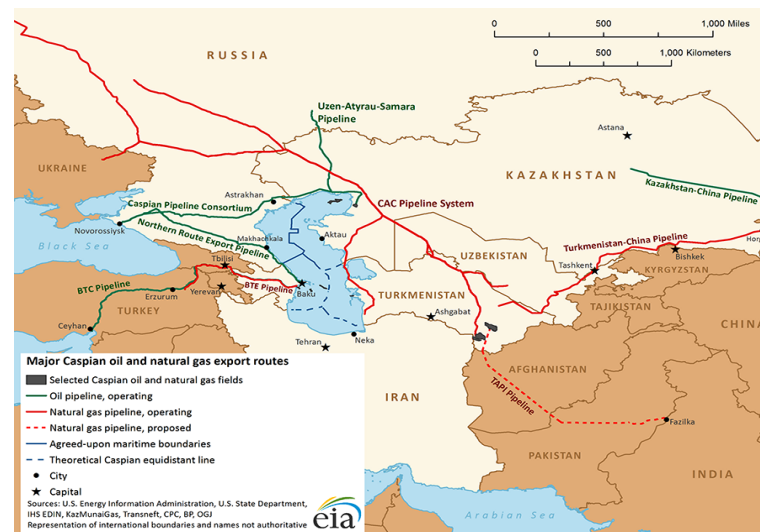 0 500 1,000 Miles
0 500 1,000 Kilometers
RUSSIA
Uzen-Atyrau-Samara
Pipeline
Astana
UKRAINE
KAZAKHSTAN
Kazakhstan-China Pipeline
Astrakhan
Caspian Pipeline Consortium
CAC Pipeline System
Novorossiysk
Northern Route Export Pipeline
Aktau
Makhachkala
Black Sea
Turkmenistan-China Pipeline
Bishkek
Tbilisi
UZBEKISTAN
Tashkent
KYRGYZSTAN
BTC Pipeline
BTE Pipeline
Baku
Erzurum
Yerevan
TURKMENISTAN
TAJIKISTAN
TURKEY
Ashgabat
CHINA
Ceyhan
Neka
Tehran
Major Caspian oil and natural gas export routes
Selected Caspian oil and natural gas fields
Oil pipeline, operating
Natural gas pipeline, operating
Natural gas pipeline, proposed
Agreed-upon maritime boundaries
Theoretical Caspian equidistant line
City
Capital
Sources: U.S. Energy Information Administration, U.S. State Department,
IHS EDIN, KazMunaiGas, Transneft, CPC, BP, OGJ
Representation of international boundaries and names not authoritative
eia
IRAN
AFGHANISTAN
TAPI Pipeline
Fazilka
PAKISTAN
INDIA
Arabian Sea